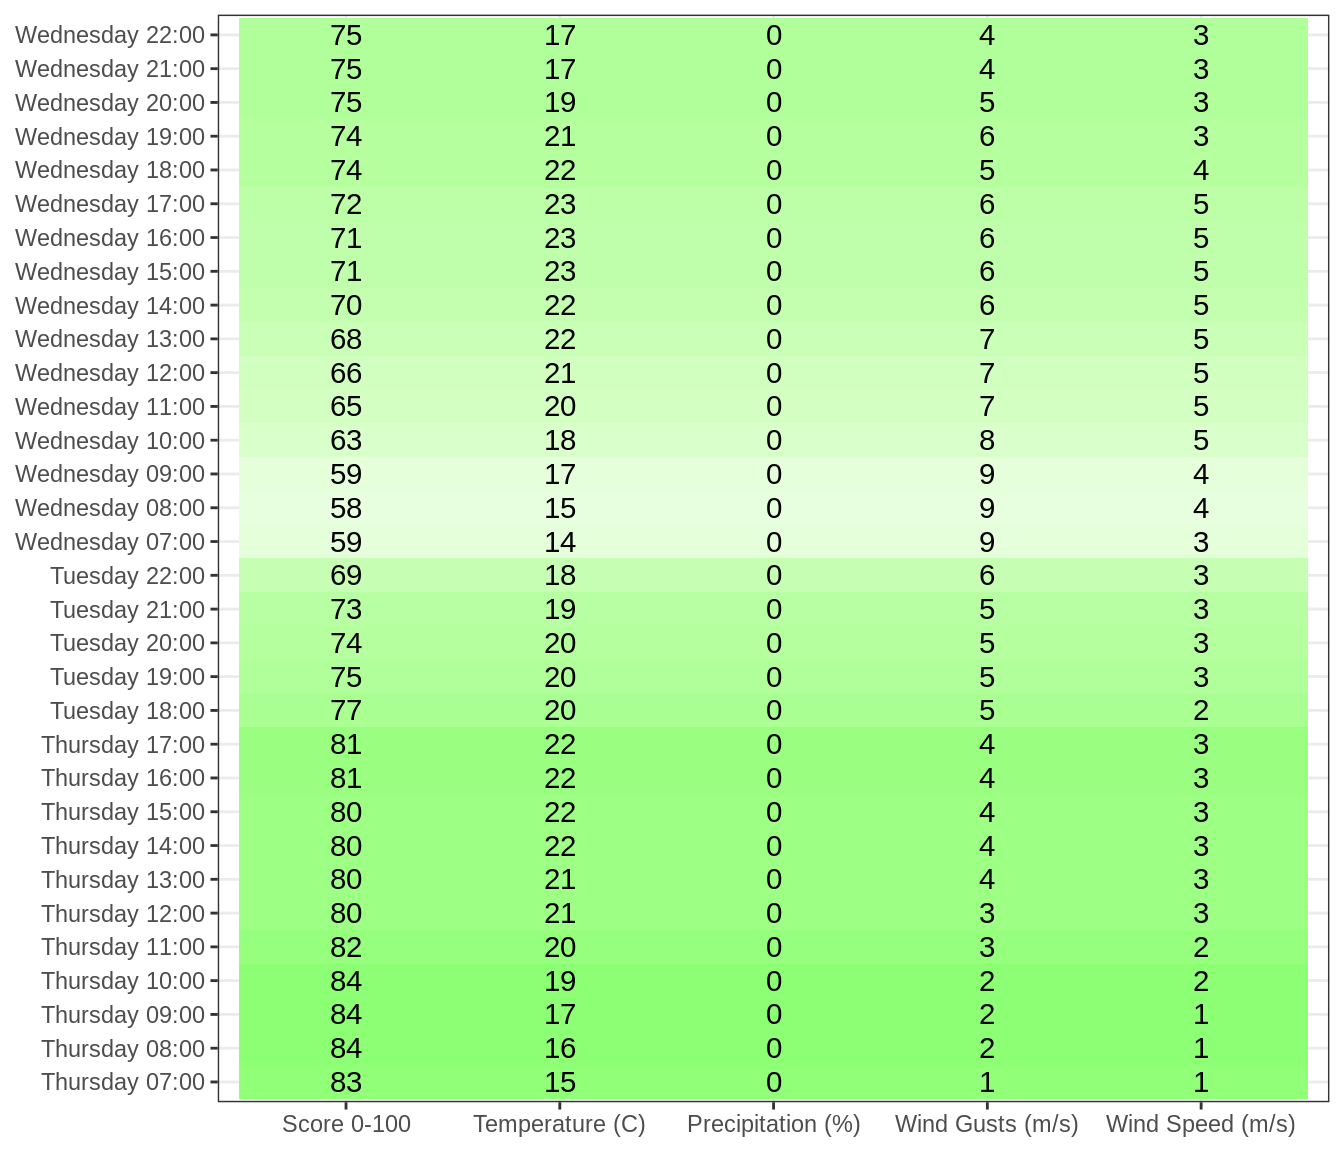 Wednesday 22:00 75 17 0 4 3
Wednesday 21:00 75 17 0 4 3
Wednesday 20:00 75 19 0 5 3
Wednesday 19:00 74 21 0 6 3
Wednesday 18:00 74 22 0 5 4
Wednesday 17:00 72 23 0 6 5
Wednesday 16:00 71 23 0 6 5
Wednesday 15:00 71 23 0 6 5
Wednesday 14:00 70 22 0 6 5
Wednesday 13:00 68 22 0 7 5
Wednesday 12:00 66 21 0 7 5
Wednesday 11:00 65 20 0 7 5
Wednesday 10:00 63 18 0 8 5
Wednesday 09:00 59 17 0 9 4
Wednesday 08:00 58 15 0 9 4
Wednesday 07:00 59 14 0 9 3
Tuesday 22:00 69 18 0 6 3
Tuesday 21:00 73 19 0 5 3
Tuesday 20:00 74 20 0 5 3
Tuesday 19:00 75 20 0 5 3
Tuesday 18:00 77 20 0 5 2
Thursday 17:00 81 22 0 4 3
Thursday 16:00 81 22 0 4 3
Thursday 15:00 80 22 0 4 3
Thursday 14:00 80 22 0 4 3
Thursday 13:00 80 21 0 4 3
Thursday 12:00 80 21 0 3 3
Thursday 11:00 82 20 0 3 2
Thursday 10:00 84 19 0 2 2
Thursday 09:00 84 17 0 2 1
Thursday 08:00 84 16 0 2 1
Thursday 07:00 83 15 0 1 1
Score 0-100 Temperature (C) Precipitation (%) Wind Gusts (m/s) Wind Speed (m/s)